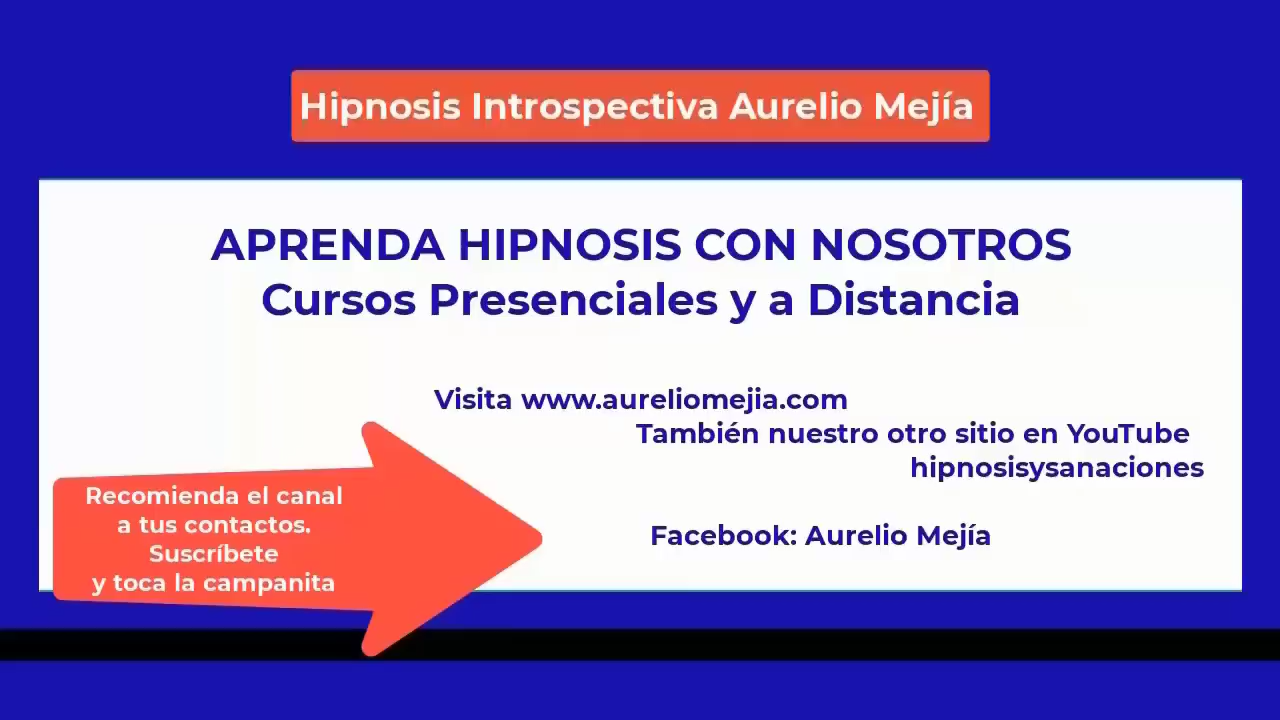 Hipnosis Introspectiva Aurelio Mejía
APRENDA HIPNOSIS CON NOSOTROS
Cursos Presenciales y a Distancia
Visita www.aureliomejia.com
También nuestro otro sitio en YouTube
hipnosisysanaciones
Facebook: Aurelio Mejía
Recomienda el canal
a tus contactos.
Suscríbete
y toca la campanita